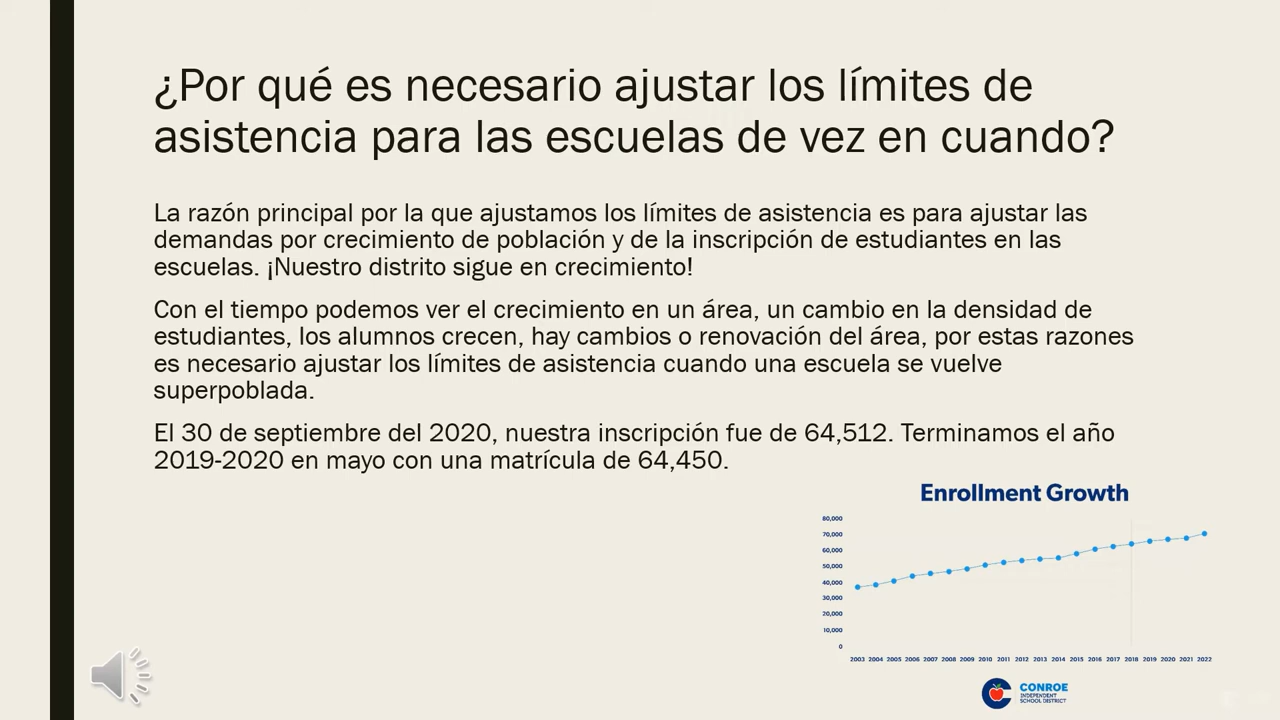 ¿Por qué es necesario ajustar los límites de
asistencia para las escuelas de vez en cuando?
La razón principal por la que ajustamos los límites de asistencia es para ajustar las
demandas por crecimiento de población y de la inscripción de estudiantes en las
escuelas. ¡Nuestro distrito sigue en crecimiento!
Con el tiempo podemos ver el crecimiento en un área, un cambio en la densidad de
estudiantes, los alumnos crecen, hay cambios o renovación del área, por estas razones
es necesario ajustar los límites de asistencia cuando una escuela se vuelve
superpoblada.
El 30 de septiembre del 2020, nuestra inscripción fue de 64,512. Terminamos el año
2019-2020 en mayo con una matrícula de 64,450.
Enrollment Growth
80,000
70,000
60,000
50,000
40,000
30,000
20,000
10,000
0
2003 2004 2005 2006 2007 2008 2009 2010 2011 2012 2013 2014 2015 2016 2017 2018 2019 2020 2021 2022
CONROE
INDEPENDENT
SCHOOL DISTRICT